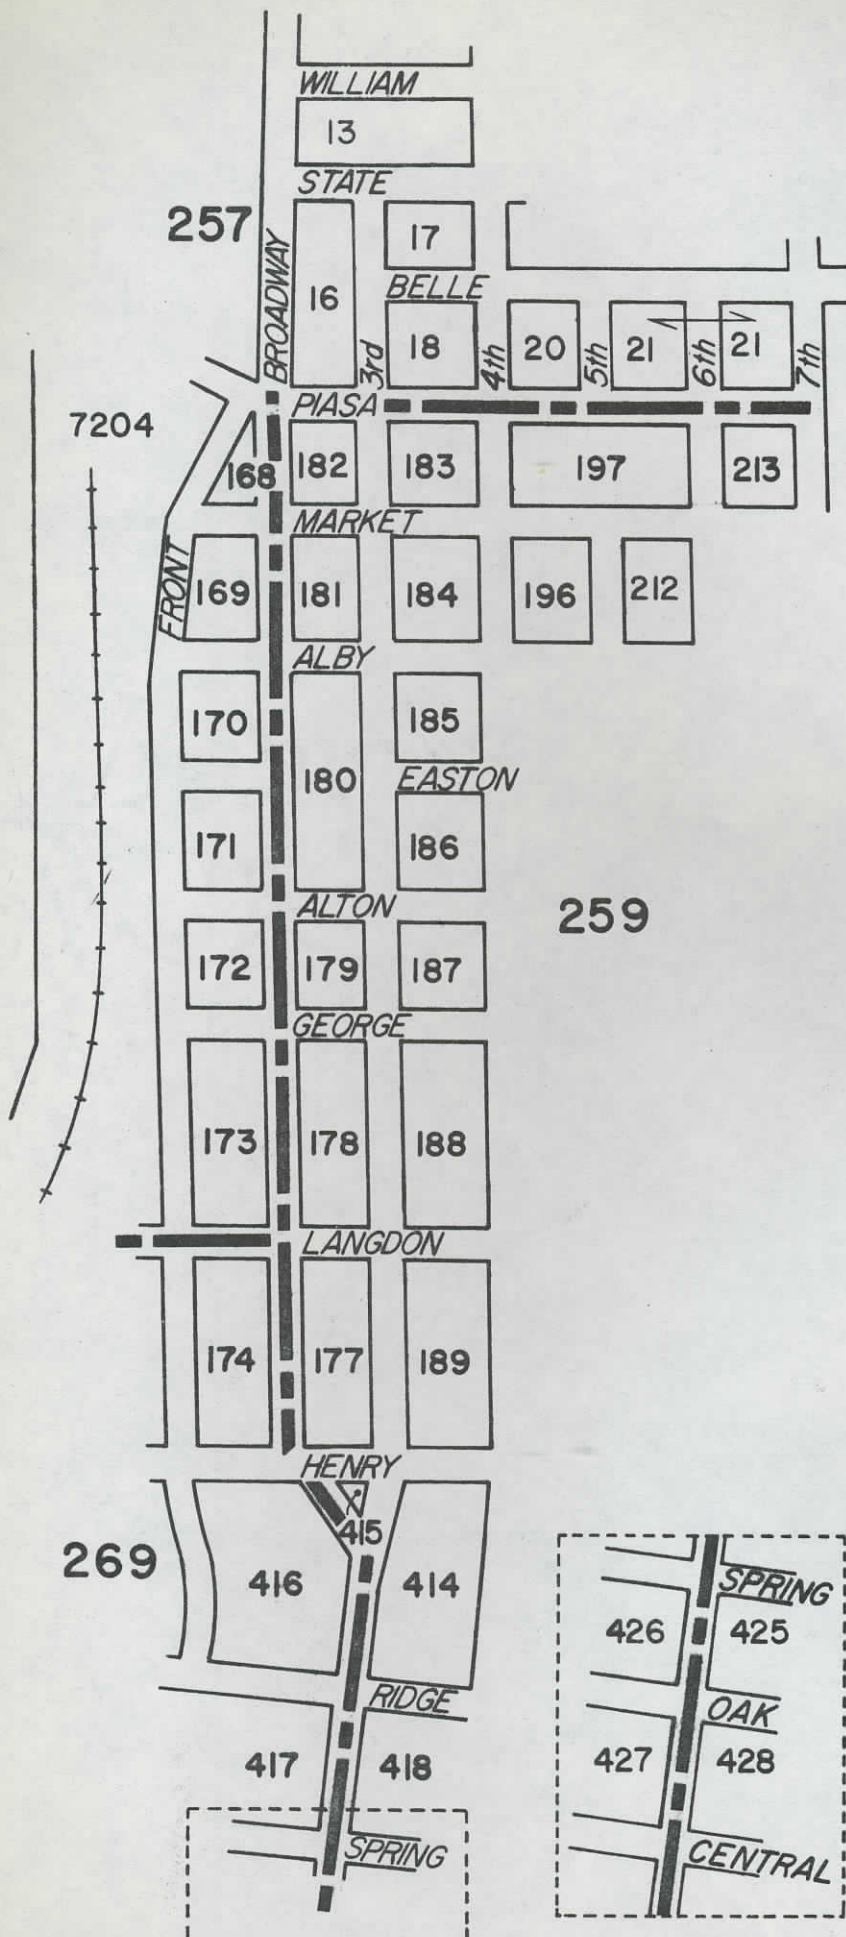 WILLIAM
13
STATE
257
BROADWAY
16
17
BELLE
18
3rd
4th
20
5th
21
6th
21
7th
PIASA
7204
168
182
183
197
213
MARKET
FRONT
169
181
184
196
212
ALBY
170
180
185
EASTON
171
186
ALTON
259
172
179
187
GEORGE
173
178
188
LANGDON
174
177
189
HENRY
415
269
416
414
RIDGE
417
418
SPRING
SPRING
426
425
OAK
427
428
CENTRAL